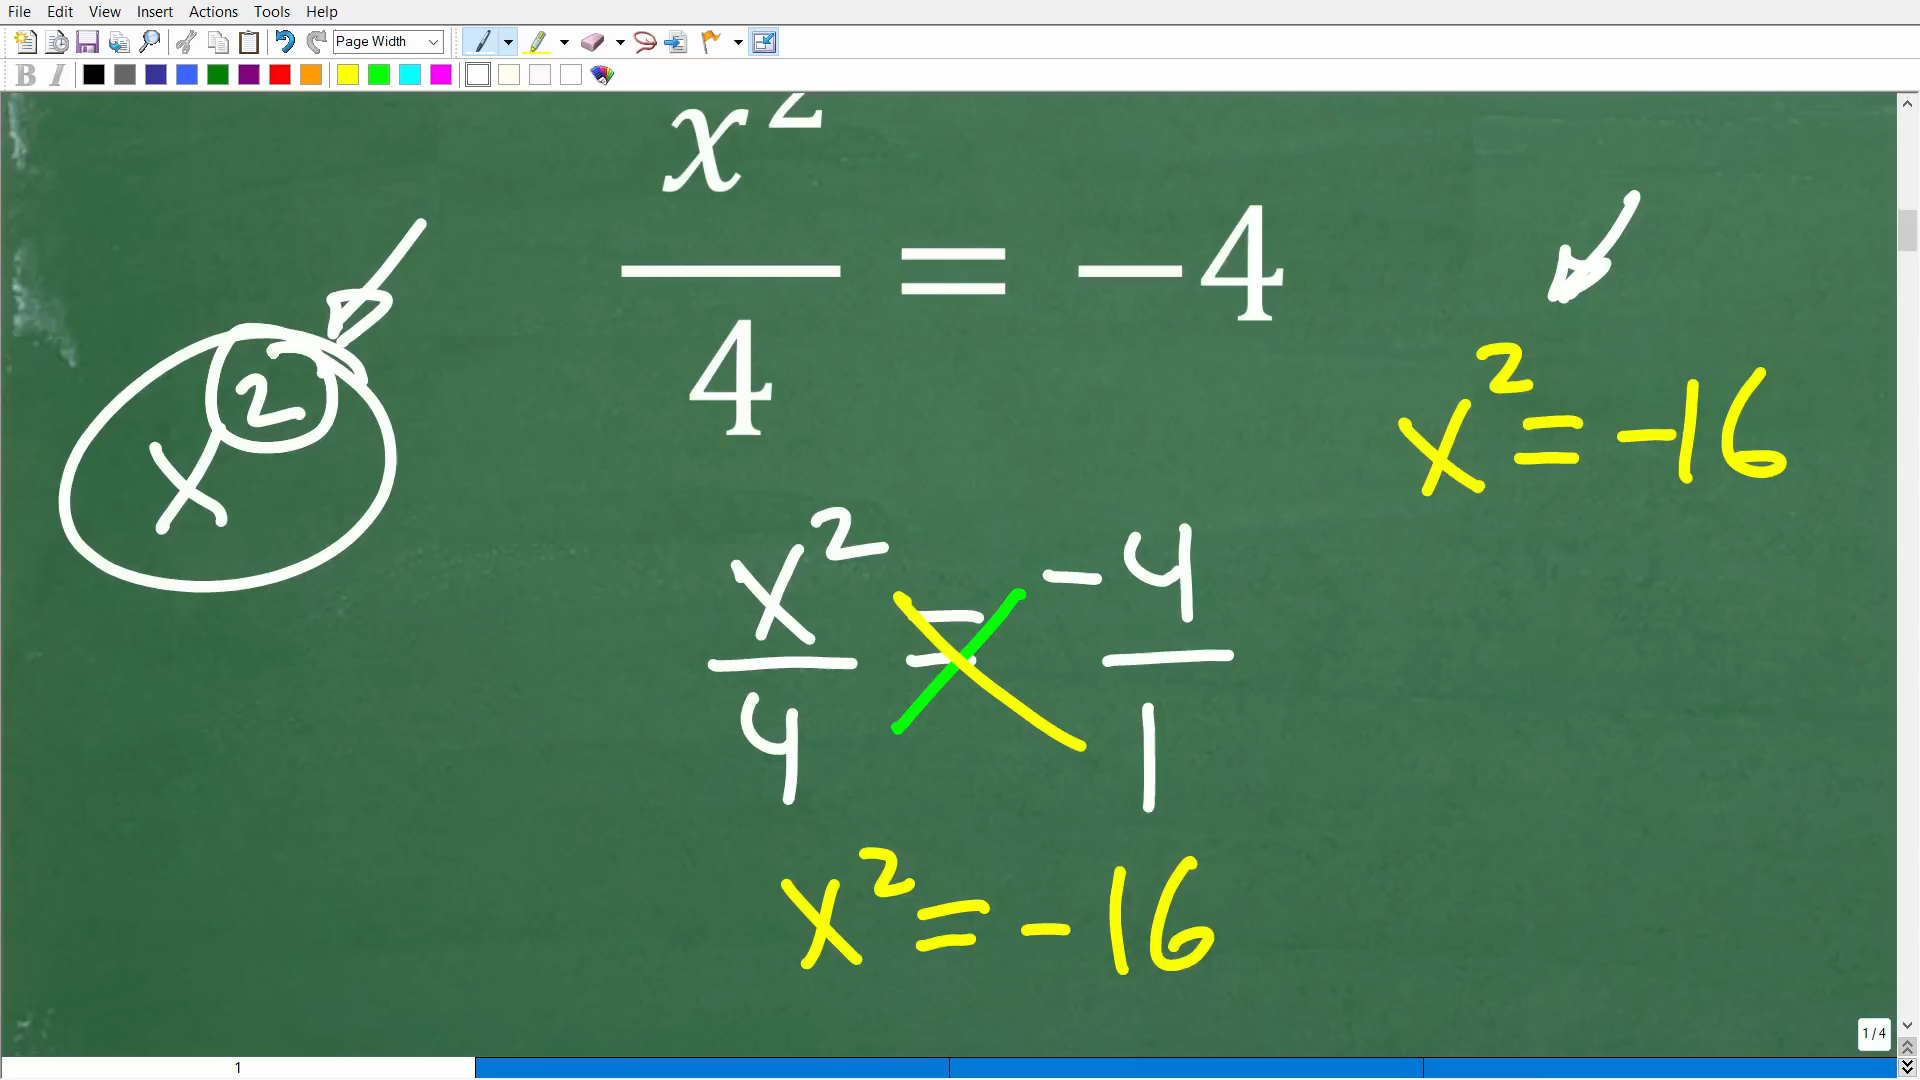 File Edit View Insert Actions Tools Help
Page Width
B I
x²
4
= −4
2
x
x² = -16
x²
4
=
-4
1
x² = -16
1/4
1